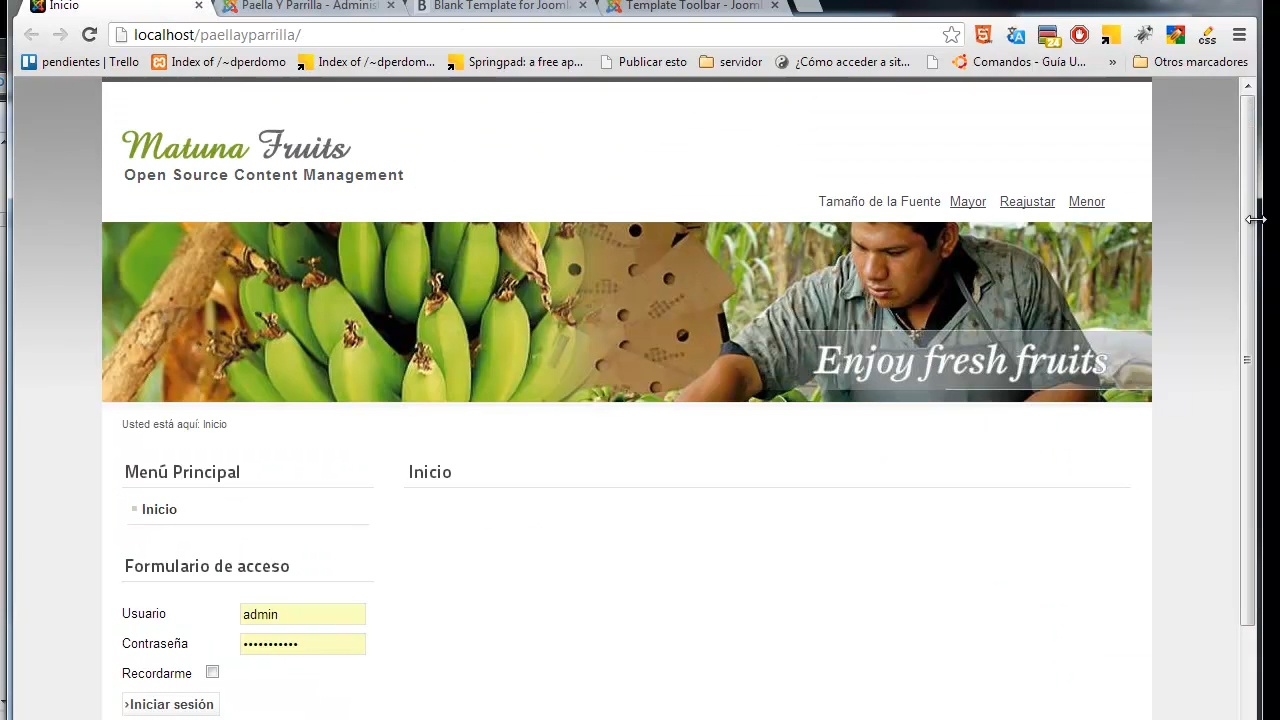 Inicio
Paella Y Parrilla - Adminis
Blank Template for Jooml
Template Toolbar - Jooml
localhost/paellayparrilla/
24
css
pendientes | Trello
Index of /~dperdomo
Index of /~dperdom...
Springpad: a free ap...
Publicar esto
servidor
¿Cómo acceder a sit...
Comandos - Guía U...
»
Otros marcadores
Matuna Fruits
Open Source Content Management
Tamaño de la Fuente Mayor Reajustar Menor
Enjoy fresh fruits
Usted está aquí: Inicio
Menú Principal
Inicio
Inicio
Formulario de acceso
Usuario
admin
Contraseña
•••••••••••
Recordarme
›Iniciar sesión